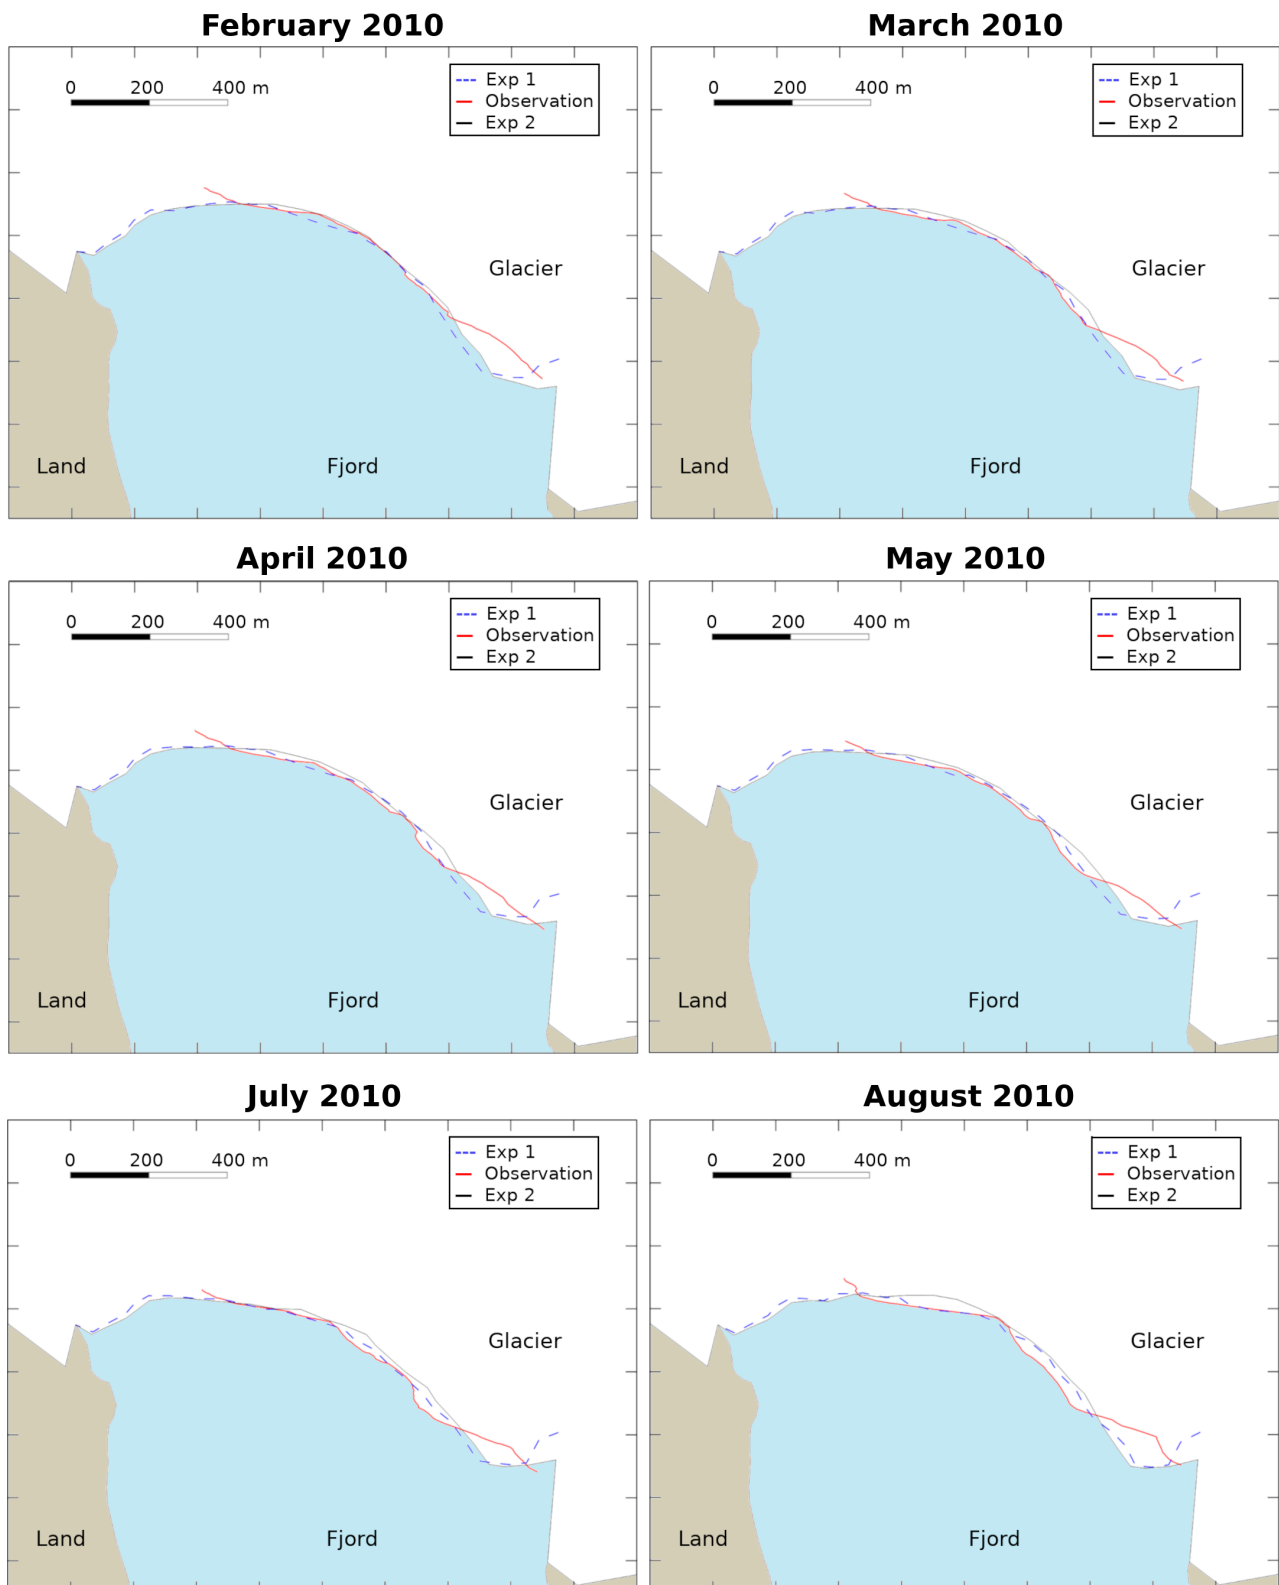 February 2010
0 200 400 m
Exp 1
Observation
Exp 2
Glacier
Land
Fjord
March 2010
0 200 400 m
Exp 1
Observation
Exp 2
Glacier
Land
Fjord
April 2010
0 200 400 m
Exp 1
Observation
Exp 2
Glacier
Land
Fjord
May 2010
0 200 400 m
Exp 1
Observation
Exp 2
Glacier
Land
Fjord
July 2010
0 200 400 m
Exp 1
Observation
Exp 2
Glacier
Land
Fjord
August 2010
0 200 400 m
Exp 1
Observation
Exp 2
Glacier
Land
Fjord